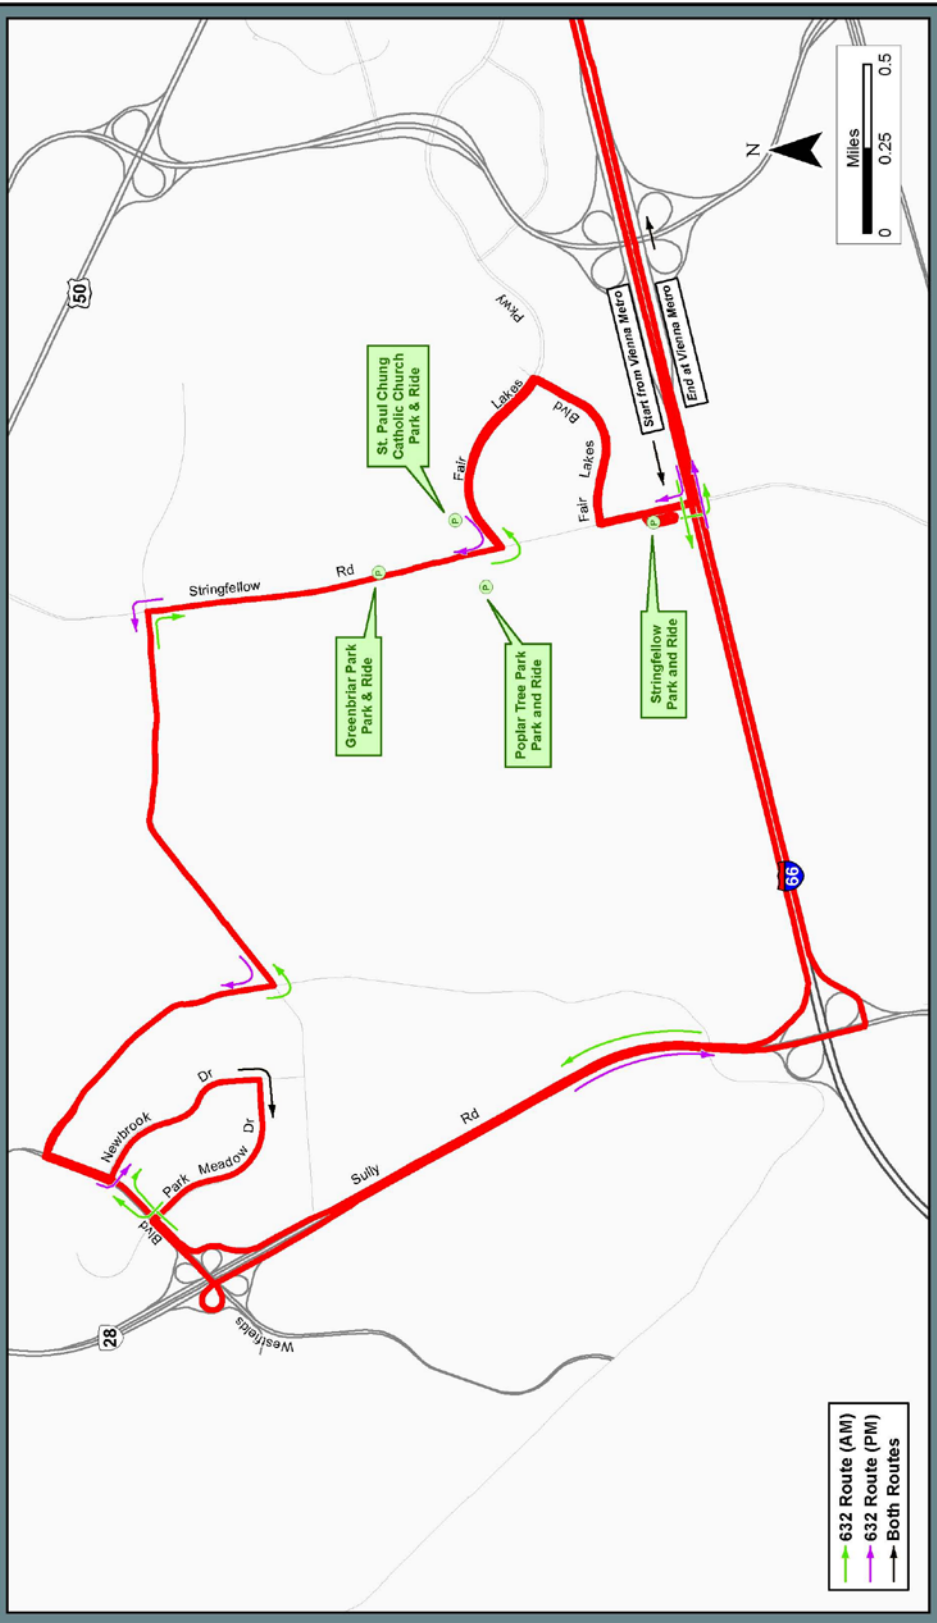 50
St. Paul Chung
Catholic Church
Park & Ride
Pkwy
Lakes
Fair
Blvd
Lakes
Fair
Start from Vienna Metro
End at Vienna Metro
N
Miles
0
0.25
0.5
Stringfellow
Rd
P
P
P
P
Greenbriar Park
Park & Ride
Poplar Tree Park
Park and Ride
Stringfellow
Park and Ride
66
Newbrook
Dr
Park
Meadow
Dr
Blvd
Westfields
Sully
Rd
28
632 Route (AM)
632 Route (PM)
Both Routes